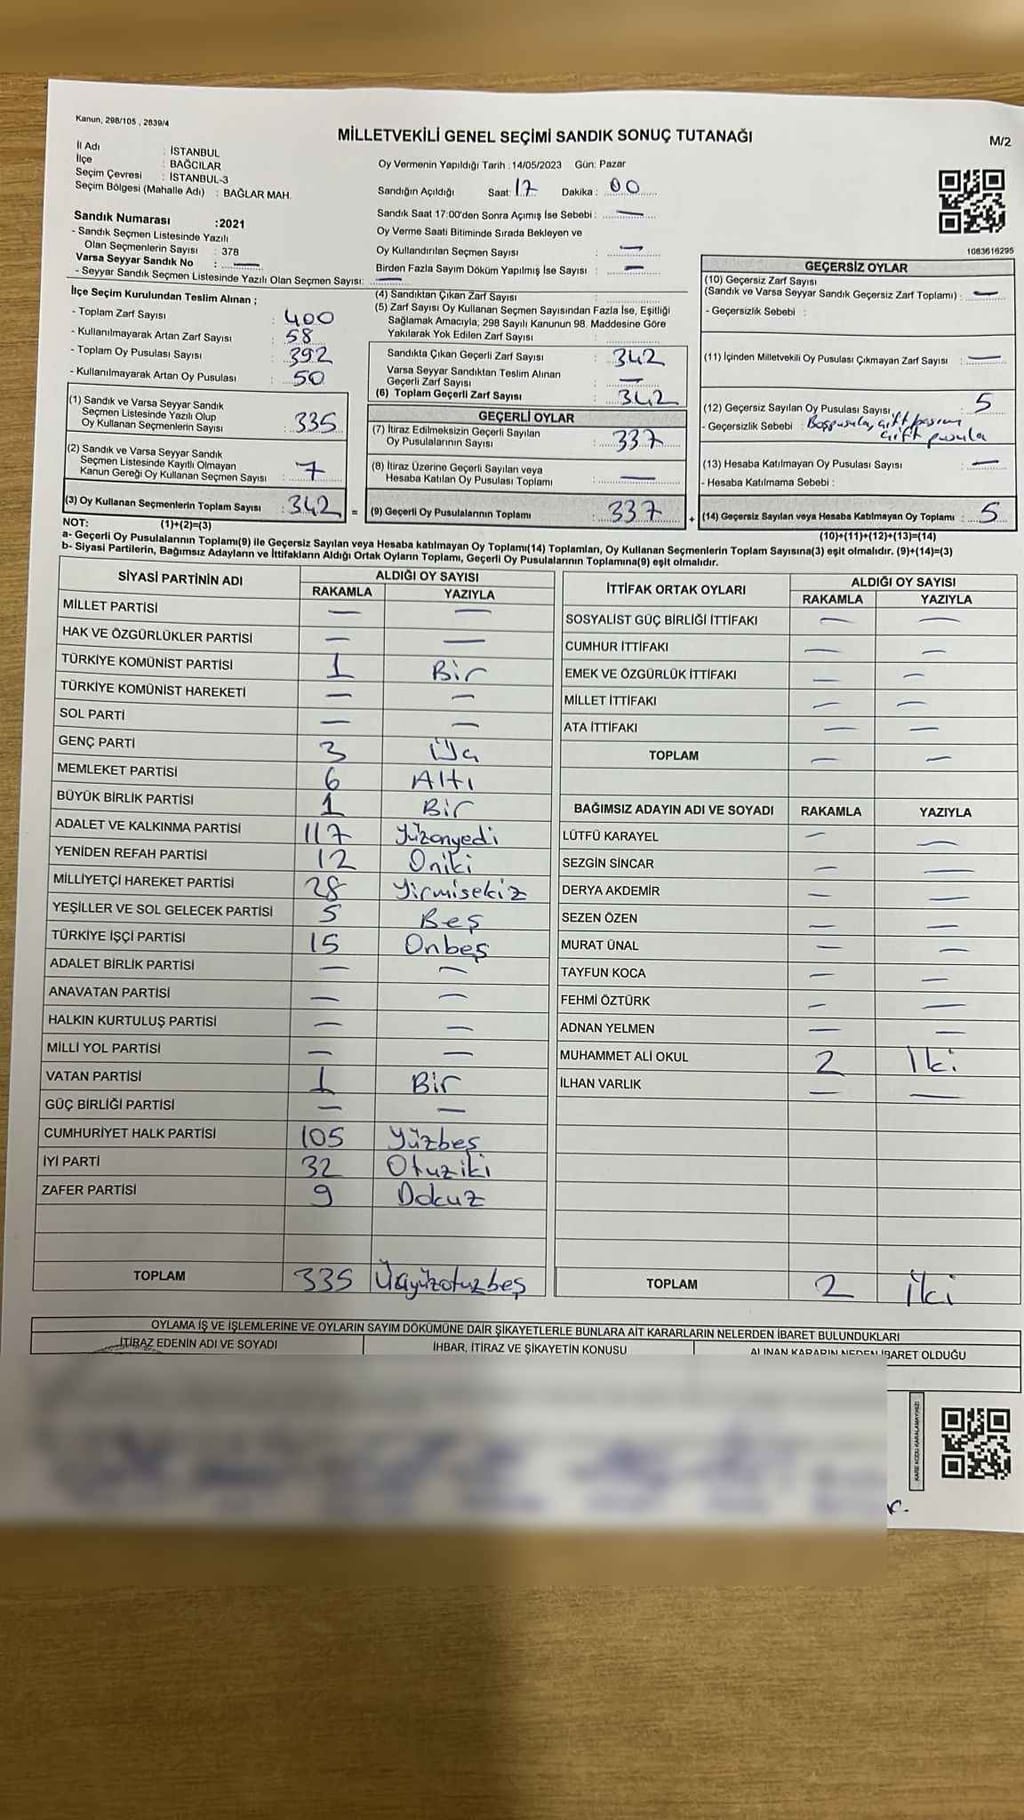 Kanun, 298/105 , 2839/4
MİLLETVEKİLİ GENEL SEÇİMİ SANDIK SONUÇ TUTANAĞI
M/2
İl Adı : İSTANBUL
İlçe : BAĞCILAR
Seçim Çevresi : İSTANBUL-3
Seçim Bölgesi (Mahalle Adı) : BAĞLAR MAH.
Sandık Numarası :2021
- Sandık Seçmen Listesinde Yazılı
Olan Seçmenlerin Sayısı : 378
Varsa Seyyar Sandık No : —
- Seyyar Sandık Seçmen Listesinde Yazılı Olan Seçmen Sayısı: —
Oy Vermenin Yapıldığı Tarih :14/05/2023 Gün: Pazar
Sandığın Açıldığı Saat: 17 Dakika : 00
Sandık Saat 17:00'den Sonra Açımış İse Sebebi : —
Oy Verme Saati Bitiminde Sırada Bekleyen ve
Oy Kullandırılan Seçmen Sayısı : —
Birden Fazla Sayım Döküm Yapılmış İse Sayısı : —
1083616295
İlçe Seçim Kurulundan Teslim Alınan ;
- Toplam Zarf Sayısı : 400
- Kullanılmayarak Artan Zarf Sayısı : 58
- Toplam Oy Pusulası Sayısı : 392
- Kullanılmayarak Artan Oy Pusulası : 50
(1) Sandık ve Varsa Seyyar Sandık
Seçmen Listesinde Yazılı Olup
Oy Kullanan Seçmenlerin Sayısı : 335
(2) Sandık ve Varsa Seyyar Sandık
Seçmen Listesinde Kayıtlı Olmayan
Kanun Gereği Oy Kullanan Seçmen Sayısı : 7
(3) Oy Kullanan Seçmenlerin Toplam Sayısı : 342 =
(4) Sandıktan Çıkan Zarf Sayısı :
(5) Zarf Sayısı Oy Kullanan Seçmen Sayısından Fazla İse, Eşitliği
Sağlamak Amacıyla, 298 Sayılı Kanunun 98. Maddesine Göre
Yakılarak Yok Edilen Zarf Sayısı :
Sandıkta Çıkan Geçerli Zarf Sayısı : 342
Varsa Seyyar Sandıktan Teslim Alınan
Geçerli Zarf Sayısı : —
(6) Toplam Geçerli Zarf Sayısı : 342
GEÇERLİ OYLAR
(7) İtiraz Edilmeksizin Geçerli Sayılan
Oy Pusulalarının Sayısı : 337
(8) İtiraz Üzerine Geçerli Sayılan veya
Hesaba Katılan Oy Pusulası Toplamı : —
(9) Geçerli Oy Pusulalarının Toplamı : 337 +
GEÇERSİZ OYLAR
(10) Geçersiz Zarf Sayısı
(Sandık ve Varsa Seyyar Sandık Geçersiz Zarf Toplamı) : —
- Geçersizlik Sebebi :
(11) İçinden Milletvekili Oy Pusulası Çıkmayan Zarf Sayısı : —
(12) Geçersiz Sayılan Oy Pusulası Sayısı : 5
- Geçersizlik Sebebi : Boş pusula, çift basım
çift pusula
(13) Hesaba Katılmayan Oy Pusulası Sayısı : —
- Hesaba Katılmama Sebebi :
(14) Geçersiz Sayılan veya Hesaba Katılmayan Oy Toplamı : 5
NOT: (1)+(2)=(3)
(10)+(11)+(12)+(13)=(14)
a- Geçerli Oy Pusulalarının Toplamı(9) ile Geçersiz Sayılan veya Hesaba katılmayan Oy Toplamı(14) Toplamları, Oy Kullanan Seçmenlerin Toplam Sayısına(3) eşit olmalıdır. (9)+(14)=(3)
b- Siyasi Partilerin, Bağımsız Adayların ve İttifakların Aldığı Ortak Oyların Toplamı, Geçerli Oy Pusulalarının Toplamına(9) eşit olmalıdır.
SİYASİ PARTİNİN ADI ALDIĞI OY SAYISI
RAKAMLA YAZIYLA
MİLLET PARTİSİ — —
HAK VE ÖZGÜRLÜKLER PARTİSİ — —
TÜRKİYE KOMÜNİST PARTİSİ 1 Bir
TÜRKİYE KOMÜNİST HAREKETİ — —
SOL PARTİ — —
GENÇ PARTİ 3 Üç
MEMLEKET PARTİSİ 6 Altı
BÜYÜK BİRLİK PARTİSİ 1 Bir
ADALET VE KALKINMA PARTİSİ 117 Yüzonyedi
YENİDEN REFAH PARTİSİ 12 Oniki
MİLLİYETÇİ HAREKET PARTİSİ 28 Yirmisekiz
YEŞİLLER VE SOL GELECEK PARTİSİ 5 Beş
TÜRKİYE İŞÇİ PARTİSİ 15 Onbeş
ADALET BİRLİK PARTİSİ — —
ANAVATAN PARTİSİ — —
HALKIN KURTULUŞ PARTİSİ — —
MİLLİ YOL PARTİSİ — —
VATAN PARTİSİ 1 Bir
GÜÇ BİRLİĞİ PARTİSİ — —
CUMHURİYET HALK PARTİSİ 105 Yüzbeş
İYİ PARTİ 32 Otuziki
ZAFER PARTİSİ 9 Dokuz
TOPLAM 335 Üçyüzotuzbeş
İTTİFAK ORTAK OYLARI ALDIĞI OY SAYISI
RAKAMLA YAZIYLA
SOSYALİST GÜÇ BİRLİĞİ İTTİFAKI — —
CUMHUR İTTİFAKI — —
EMEK VE ÖZGÜRLÜK İTTİFAKI — —
MİLLET İTTİFAKI — —
ATA İTTİFAKI — —
TOPLAM — —
BAĞIMSIZ ADAYIN ADI VE SOYADI RAKAMLA YAZIYLA
LÜTFÜ KARAYEL — —
SEZGİN SİNCAR — —
DERYA AKDEMİR — —
SEZEN ÖZEN — —
MURAT ÜNAL — —
TAYFUN KOCA — —
FEHMİ ÖZTÜRK — —
ADNAN YELMEN — —
MUHAMMET ALİ OKUL 2 İki
İLHAN VARLIK — —
TOPLAM 2 İki
OYLAMA İŞ VE İŞLEMLERİNE VE OYLARIN SAYIM DÖKÜMÜNE DAİR ŞİKAYETLERLE BUNLARA AİT KARARLARIN NELERDEN İBARET BULUNDUKLARI
İTİRAZ EDENİN ADI VE SOYADI İHBAR, İTİRAZ VE ŞİKAYETİN KONUSU ALINAN KARARIN NEDEN İBARET OLDUĞU
KARE KODU KARALAMAYINIZ!